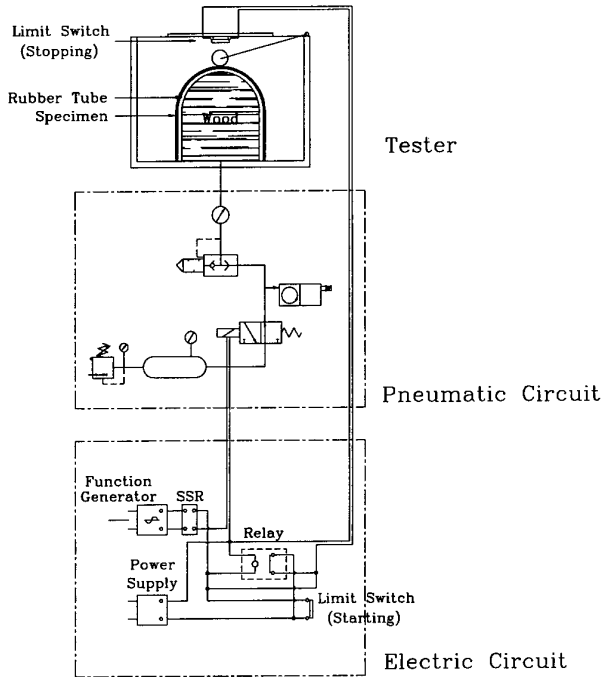 Limit Switch
(Stopping)
Rubber Tube
Specimen
Wood
Tester
Pneumatic Circuit
Function
Generator
SSR
Relay
Power
Supply
Limit Switch
(Starting)
Electric Circuit